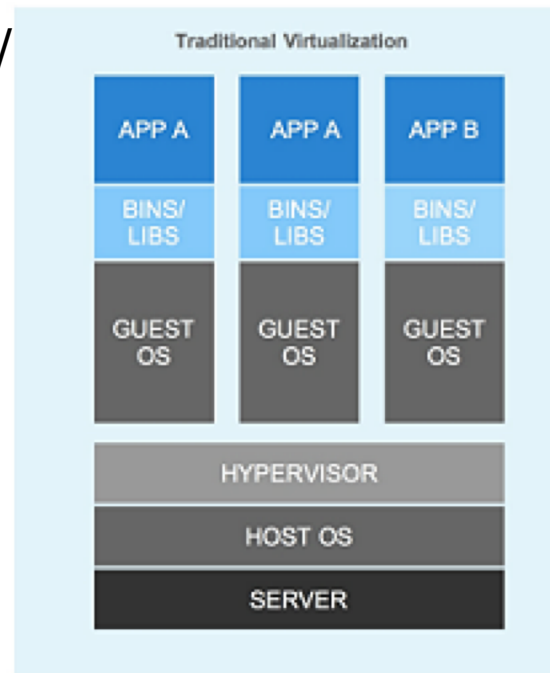 /
Traditional Virtualization
APP A
APP A
APP B
BINS/
LIBS
BINS/
LIBS
BINS/
LIBS
GUEST
OS
GUEST
OS
GUEST
OS
HYPERVISOR
HOST OS
SERVER